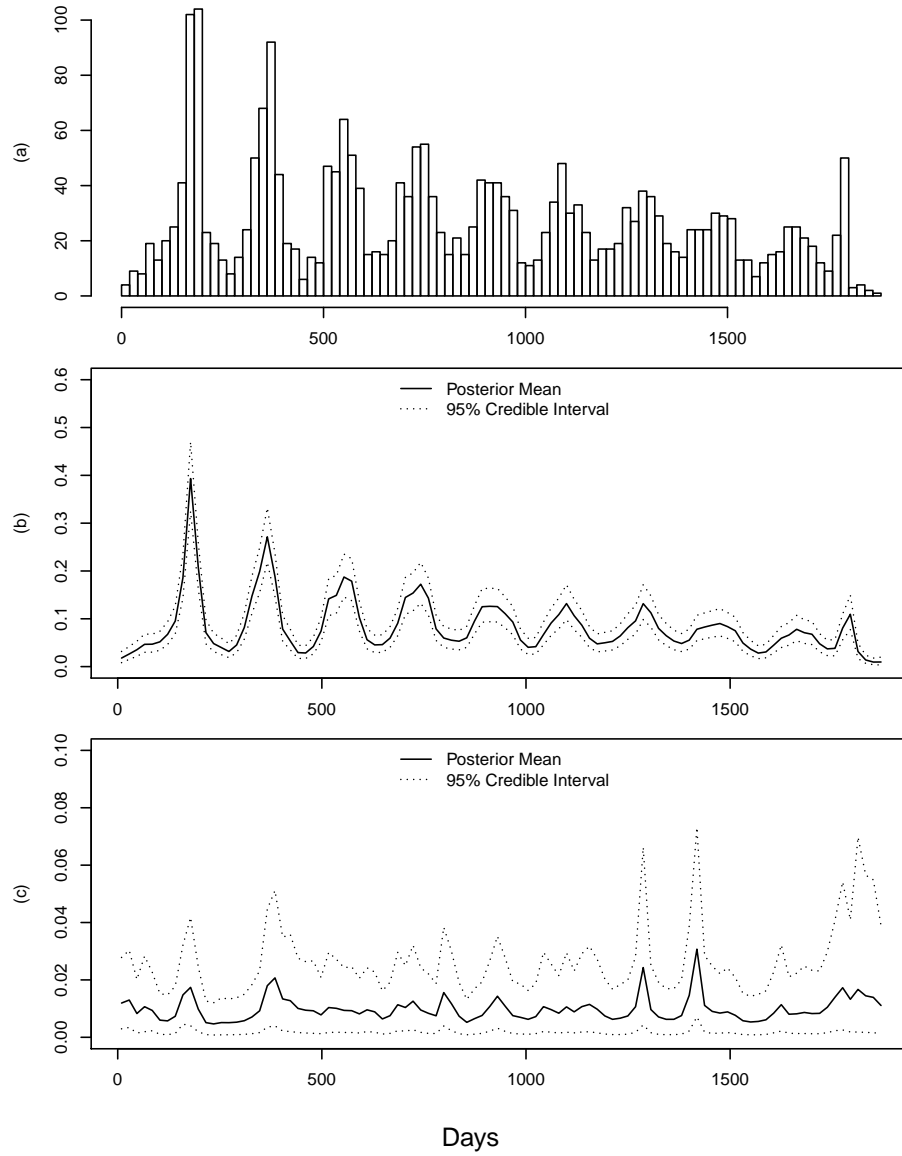 100
80
60
40
20
0
(a)
0 500 1000 1500
0.6
0.5
0.4
0.3
0.2
0.1
0.0
(b)
Posterior Mean
95% Credible Interval
0 500 1000 1500
0.10
0.08
0.06
0.04
0.02
0.00
(c)
Posterior Mean
95% Credible Interval
0 500 1000 1500
Days